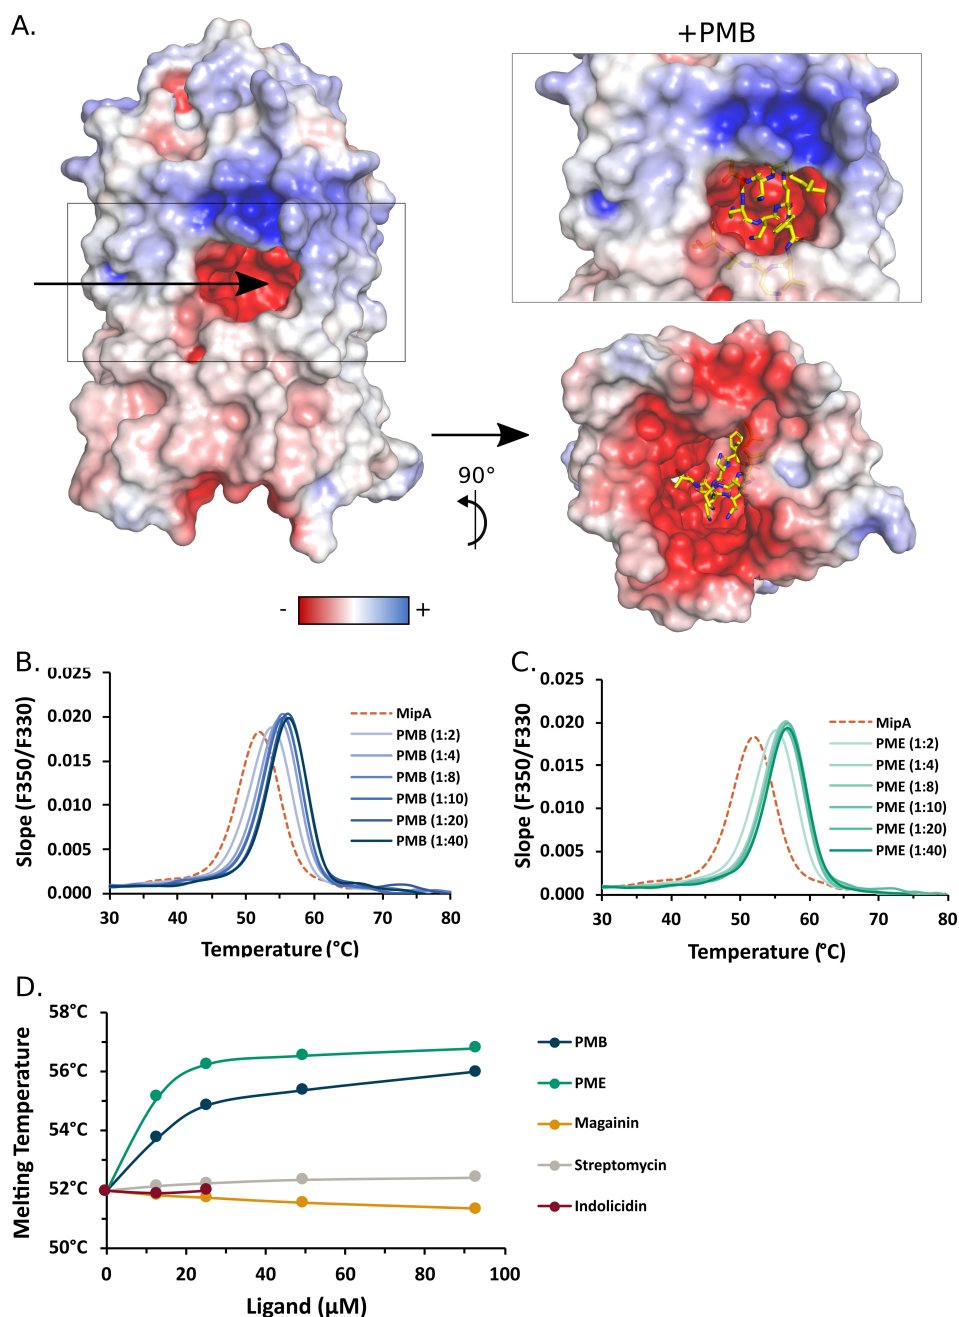 A.
+PMB
90°
- +
B.
0.025
0.020
0.015
0.010
0.005
0.000
Slope (F350/F330)
30 40 50 60 70 80
Temperature (°C)
MipA
PMB (1:2)
PMB (1:4)
PMB (1:8)
PMB (1:10)
PMB (1:20)
PMB (1:40)
C.
0.025
0.020
0.015
0.010
0.005
0.000
Slope (F350/F330
30 40 50 60 70 80
Temperature (°C)
MipA
PME (1:2)
PME (1:4)
PME (1:8)
PME (1:10)
PME (1:20)
PME (1:40)
D.
58°C
56°C
54°C
52°C
50°C
Melting Temperature
0 20 40 60 80 100
Ligand (µM)
PMB
PME
Magainin
Streptomycin
Indolicidin